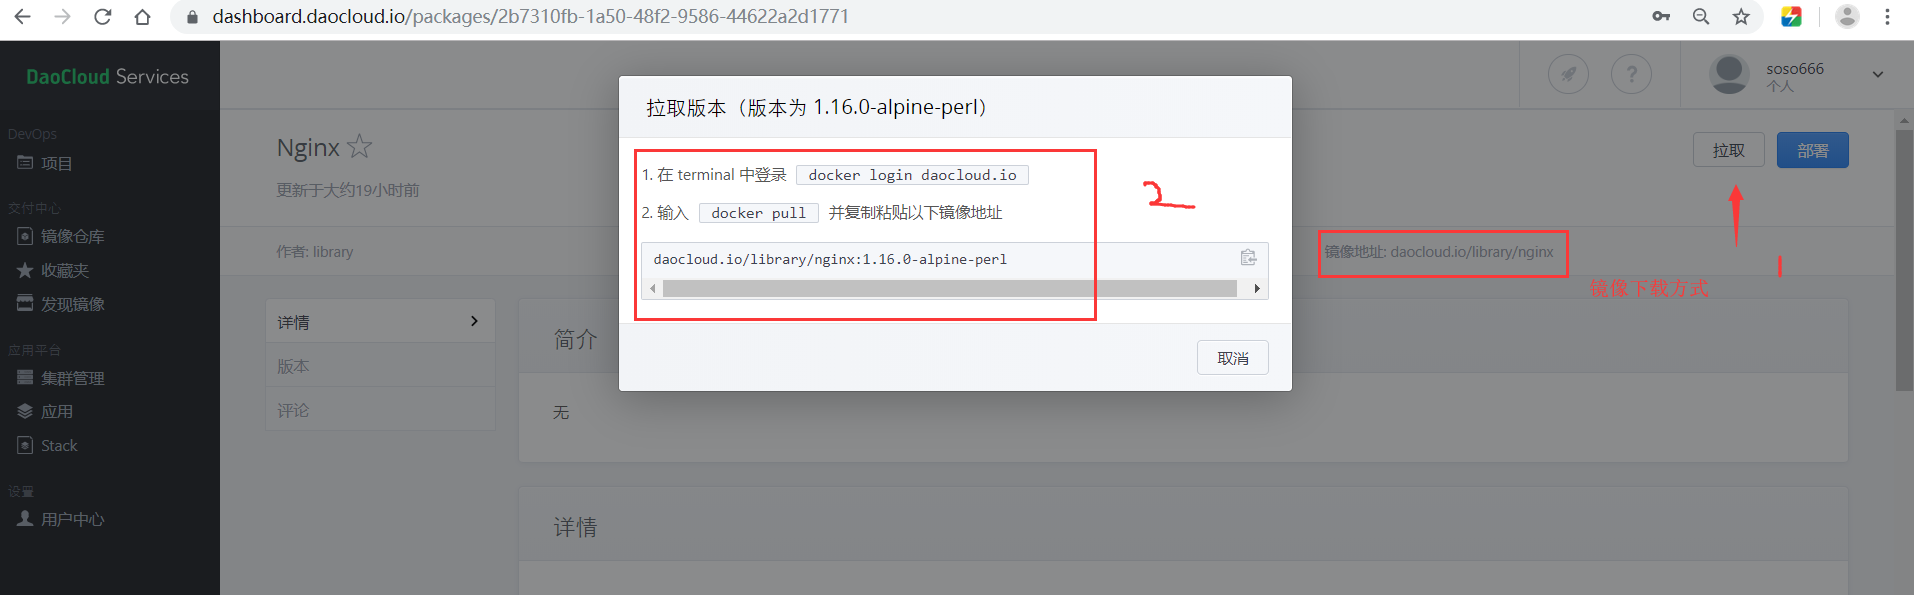 dashboard.daocloud.io/packages/2b7310fb-1a50-48f2-9586-44622a2d1771
DaoCloud Services
soso666
个人
DevOps
项目
交付中心
镜像仓库
收藏夹
发现镜像
应用平台
集群管理
应用
Stack
设置
用户中心
Nginx
更新于大约19小时前
拉取
部署
作者: library
镜像地址: daocloud.io/library/nginx
1
镜像下载方式
详情
版本
评论
简介
无
详情
拉取版本（版本为 1.16.0-alpine-perl）
1. 在 terminal 中登录 docker login daocloud.io
2. 输入 docker pull 并复制粘贴以下镜像地址
daocloud.io/library/nginx:1.16.0-alpine-perl
2
取消